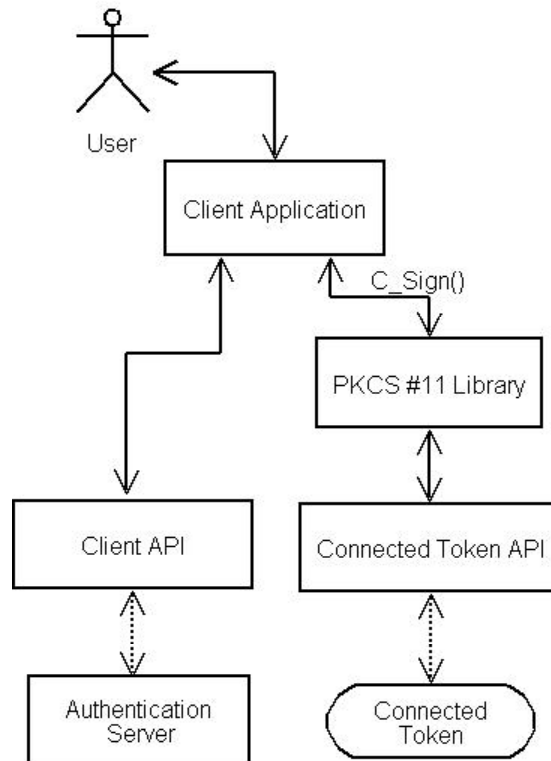 User
Client Application
C_Sign()
PKCS #11 Library
Client API
Connected Token API
Authentication
Server
Connected
Token